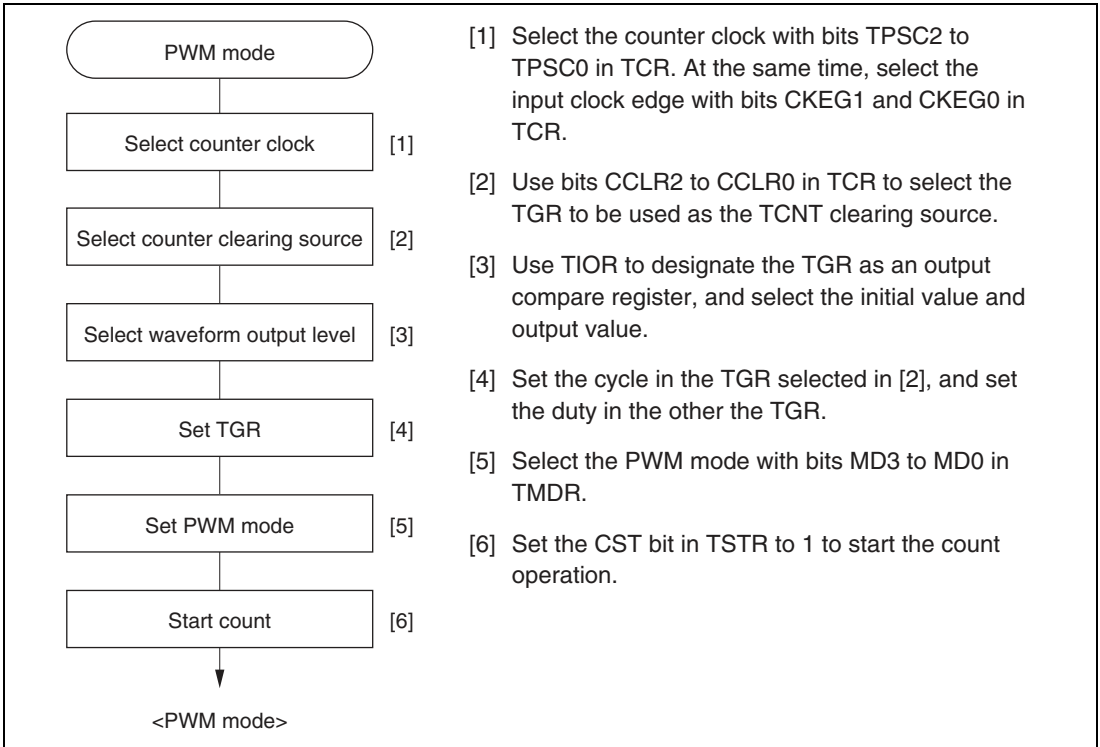 PWM mode
Select counter clock [1]
Select counter clearing source [2]
Select waveform output level [3]
Set TGR [4]
Set PWM mode [5]
Start count [6]
<PWM mode>
[1] Select the counter clock with bits TPSC2 to
TPSC0 in TCR. At the same time, select the
input clock edge with bits CKEG1 and CKEG0 in
TCR.
[2] Use bits CCLR2 to CCLR0 in TCR to select the
TGR to be used as the TCNT clearing source.
[3] Use TIOR to designate the TGR as an output
compare register, and select the initial value and
output value.
[4] Set the cycle in the TGR selected in [2], and set
the duty in the other the TGR.
[5] Select the PWM mode with bits MD3 to MD0 in
TMDR.
[6] Set the CST bit in TSTR to 1 to start the count
operation.